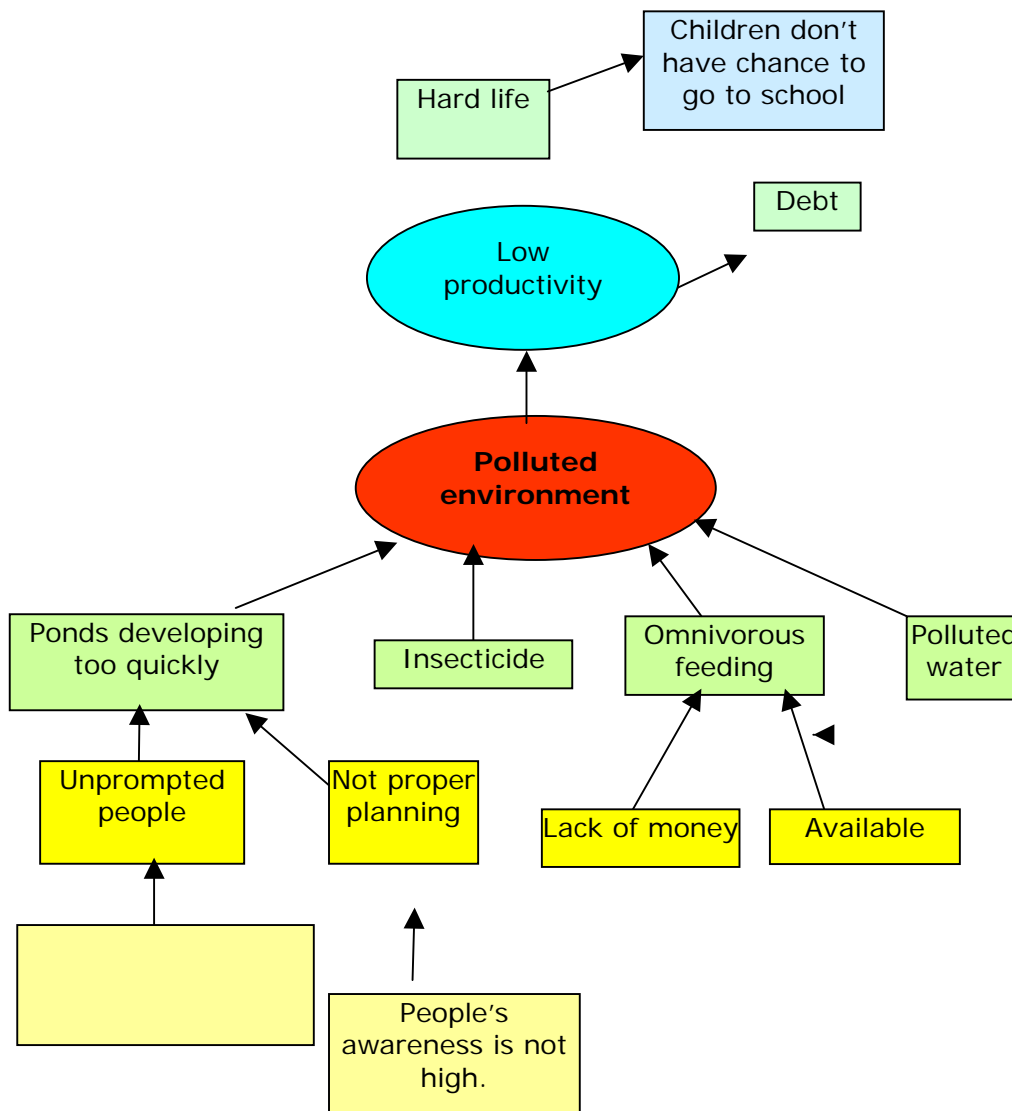 Children don't
have chance to
go to school
Hard life
Debt
Low
productivity
Polluted
environment
Ponds developing
too quickly
Insecticide
Omnivorous
feeding
Polluted
water
Unprompted
people
Not proper
planning
Lack of money
Available
People's
awareness is not
high.